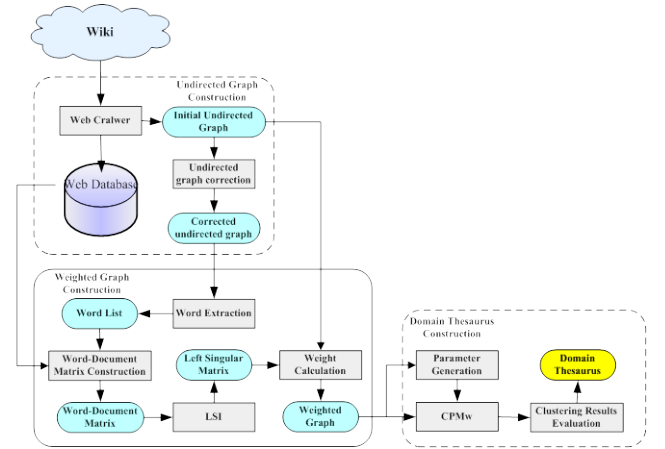 Wiki
Undirected Graph
Construction
Web Cralwer
Initial Undirected
Graph
Undirected
graph correction
Web Database
Corrected
undirected graph
Weighted Graph
Construction
Word List
Word Extraction
Domain Thesaurus
Construction
Word-Document
Matrix Construction
Left Singular
Matrix
Weight
Calculation
Parameter
Generation
Domain
Thesaurus
Word-Document
Matrix
LSI
Weighted
Graph
CPMw
Clustering Results
Evaluation